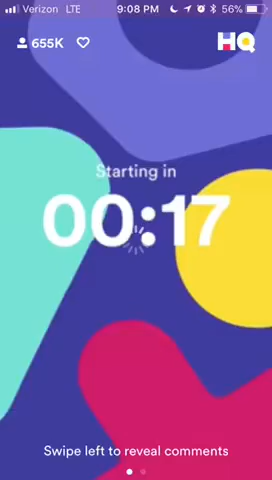 Verizon LTE 9:08 PM 56%
655K HQ
Starting in
00:17
Swipe left to reveal comments